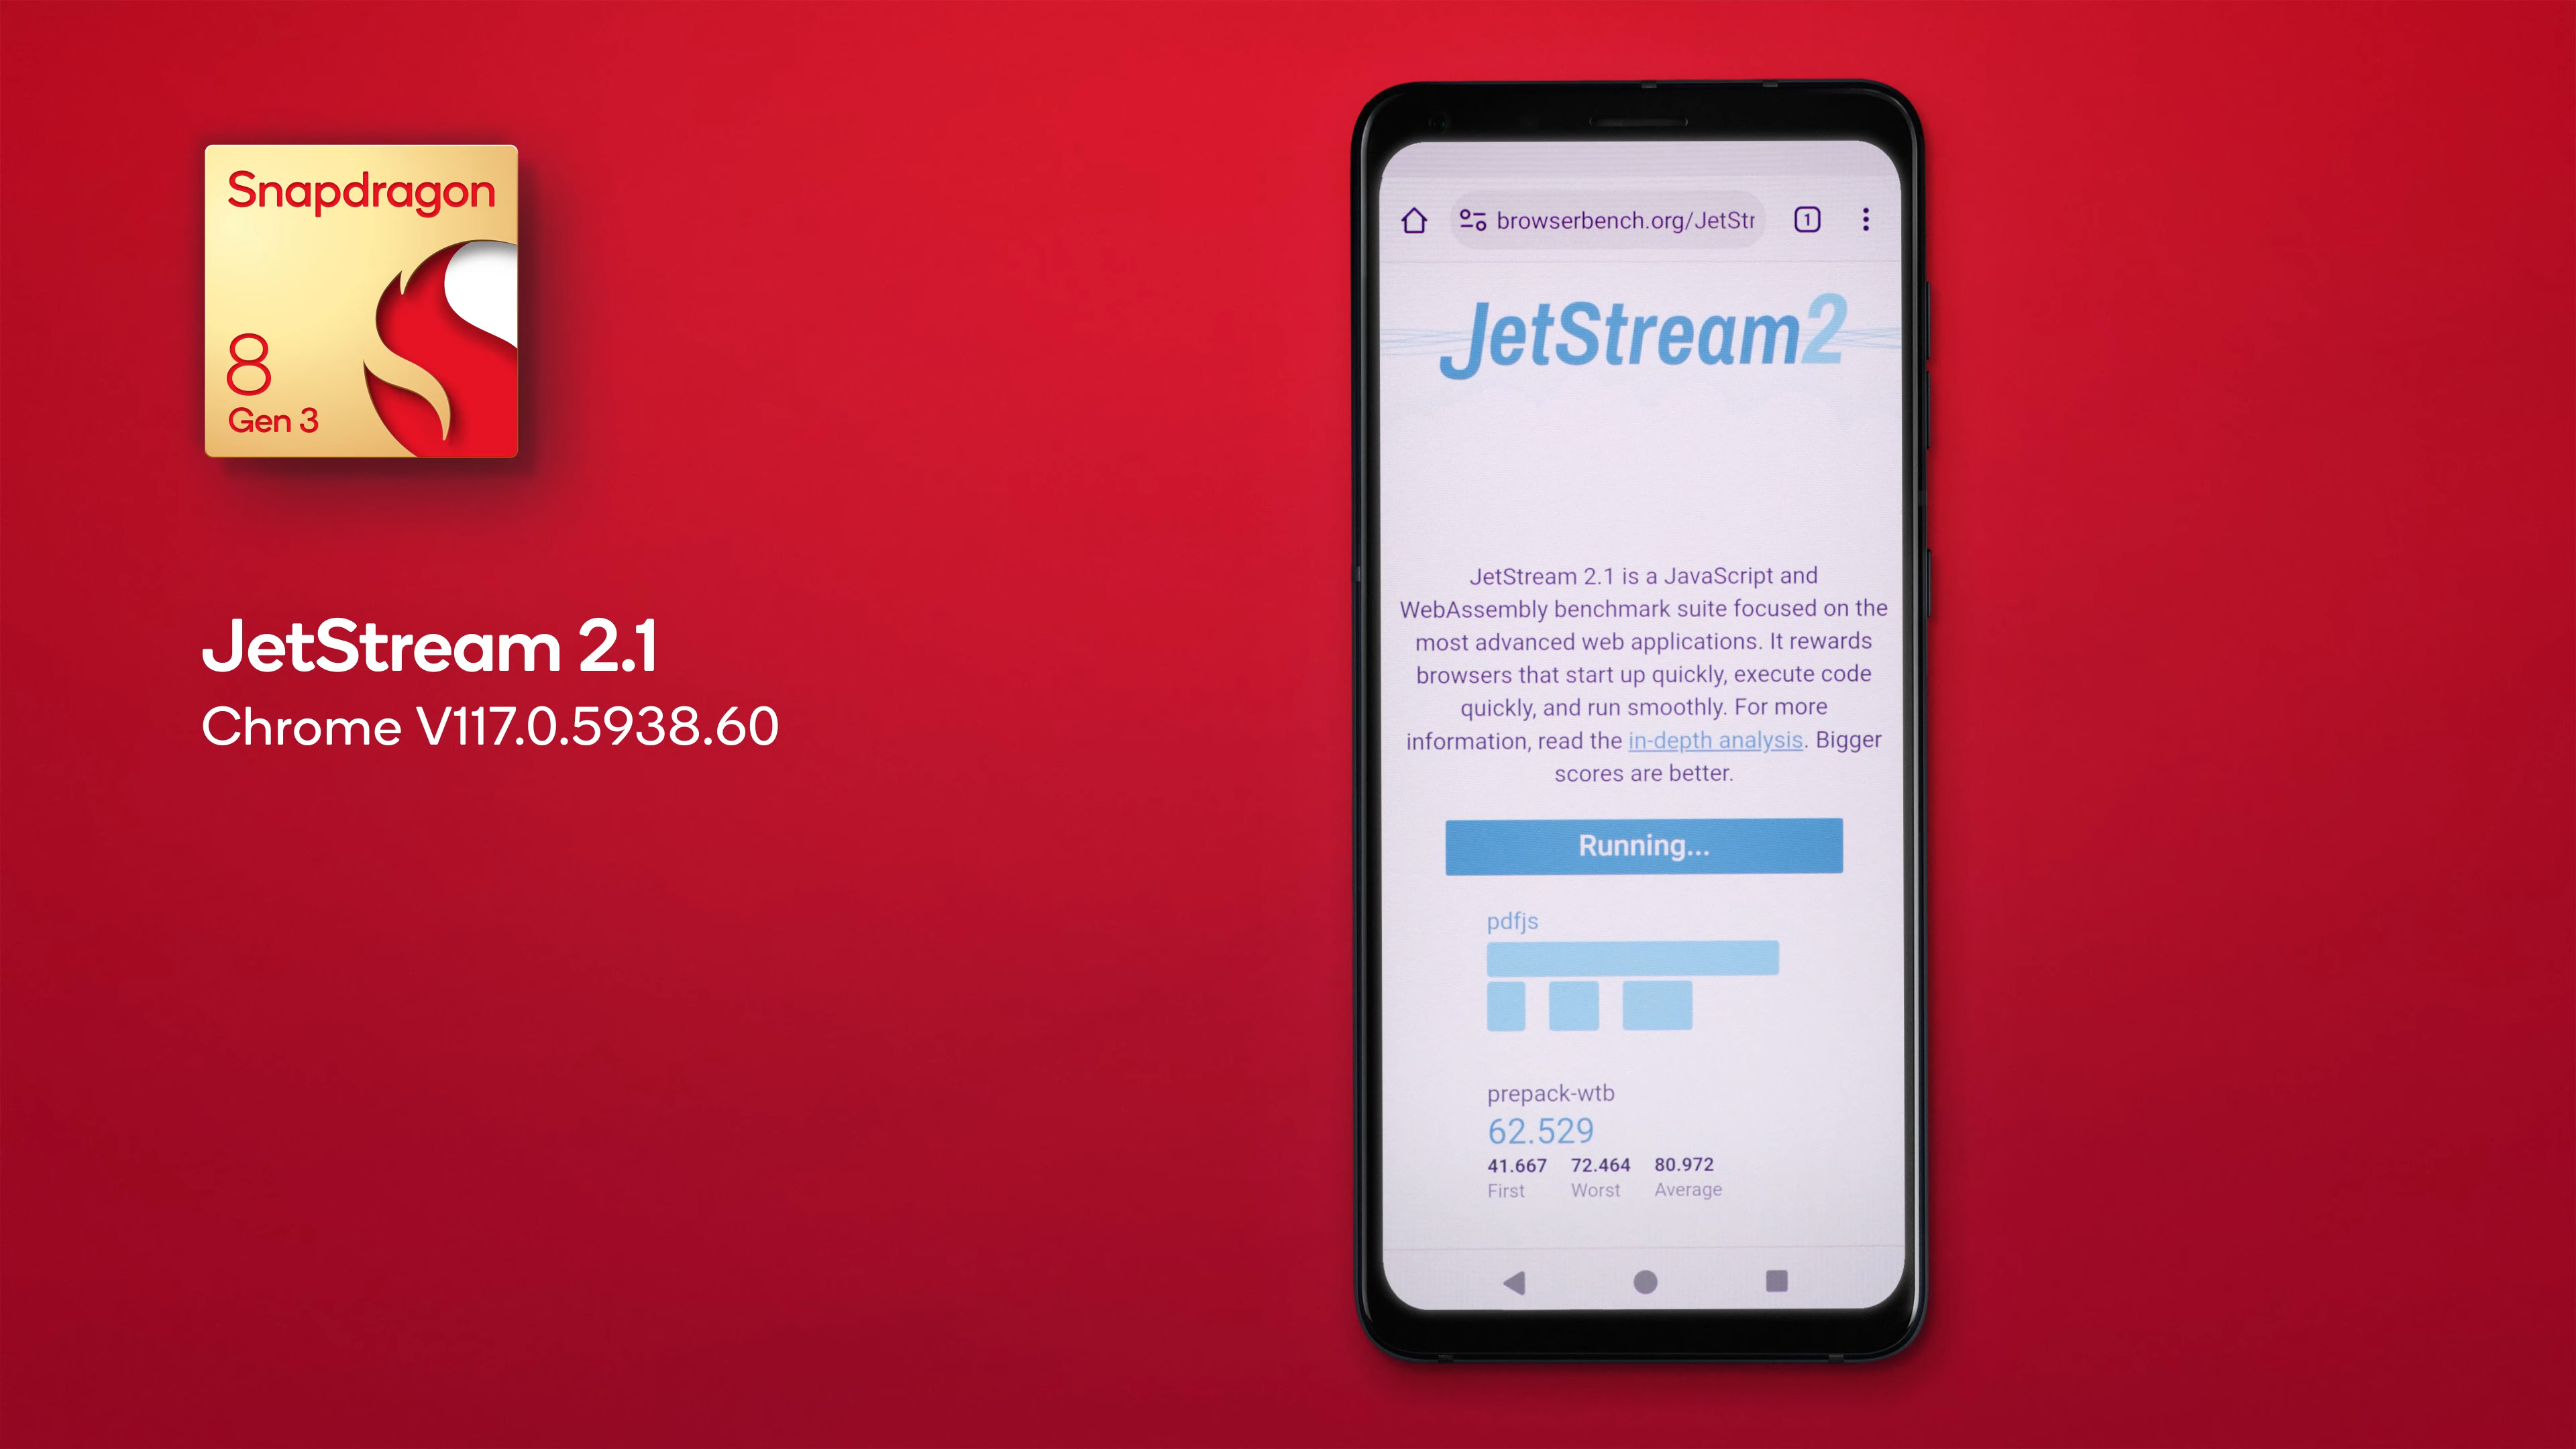 Snapdragon
8
Gen 3
JetStream 2.1
Chrome V117.0.5938.60
browserbench.org/JetStr
1
JetStream2
JetStream 2.1 is a JavaScript and
WebAssembly benchmark suite focused on the
most advanced web applications. It rewards
browsers that start up quickly, execute code
quickly, and run smoothly. For more
information, read the in-depth analysis. Bigger
scores are better.
Running...
pdfjs
prepack-wtb
62.529
41.667 72.464 80.972
First Worst Average